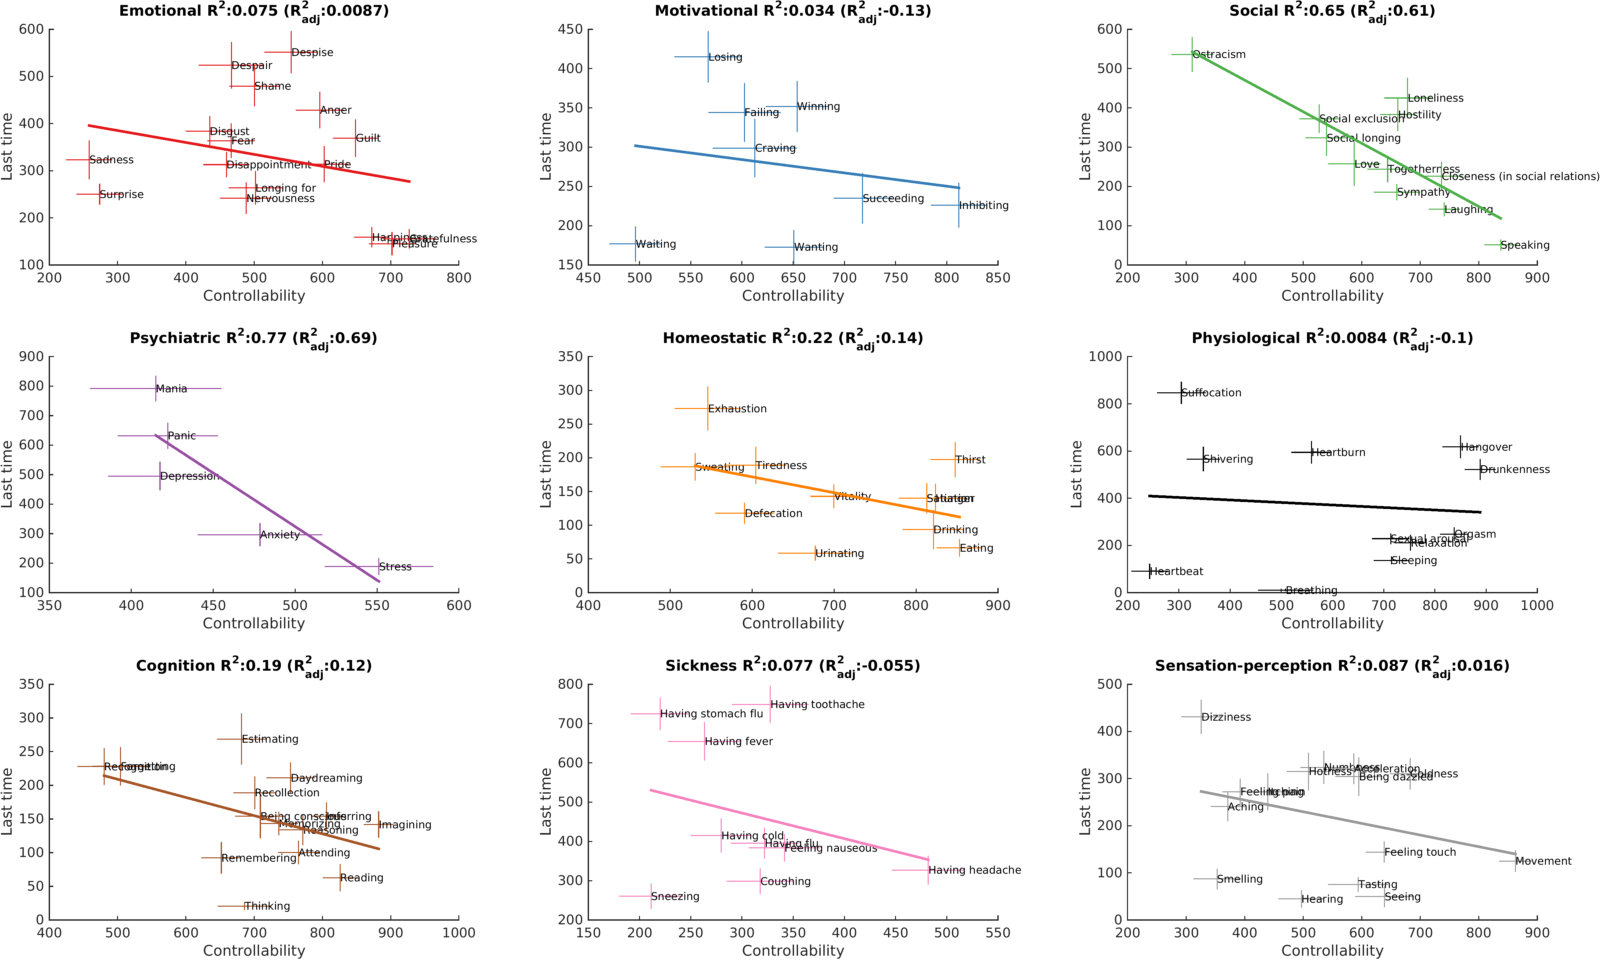 Emotional R²:0.075 (R²adj:0.0087)
600
500
400
300
200
100
Last time
Despise
Despair
Shame
Anger
Disgust
Fear
Guilt
Sadness
Disappointment
Pride
Surprise
Longing for
Nervousness
Happiness
Gratefulness
Pleasure
200 300 400 500 600 700 800
Controllability
Motivational R²:0.034 (R²adj:-0.13)
450
400
350
300
250
200
150
Last time
Losing
Failing
Winning
Craving
Succeeding
Inhibiting
Waiting
Wanting
450 500 550 600 650 700 750 800 850
Controllability
Social R²:0.65 (R²adj:0.61)
600
500
400
300
200
100
0
Last time
Ostracism
Loneliness
Social exclusion
Hostility
Social longing
Love
Togetherness
Closeness (in social relations)
Sympathy
Laughing
Speaking
200 300 400 500 600 700 800 900
Controllability
Psychiatric R²:0.77 (R²adj:0.69)
900
800
700
600
500
400
300
200
100
Last time
Mania
Panic
Depression
Anxiety
Stress
350 400 450 500 550 600
Controllability
Homeostatic R²:0.22 (R²adj:0.14)
350
300
250
200
150
100
50
0
Last time
Exhaustion
Sweating
Tiredness
Thirst
Vitality
Satiation
Hunger
Defecation
Drinking
Urinating
Eating
400 500 600 700 800 900
Controllability
Physiological R²:0.0084 (R²adj:-0.1)
1000
800
600
400
200
0
Last time
Suffocation
Shivering
Heartburn
Hangover
Drunkenness
Orgasm
Sexual arousal
Relaxation
Sleeping
Heartbeat
Breathing
200 300 400 500 600 700 800 900 1000
Controllability
Cognition R²:0.19 (R²adj:0.12)
350
300
250
200
150
100
50
0
Last time
Estimating
Recognition
Forgetting
Daydreaming
Recollection
Being conscious
Inferring
Memorizing
Reasoning
Imagining
Remembering
Attending
Reading
Thinking
400 500 600 700 800 900 1000
Controllability
Sickness R²:0.077 (R²adj:-0.055)
800
700
600
500
400
300
200
Last time
Having toothache
Having stomach flu
Having fever
Having cold
Having flu
Feeling nauseous
Having headache
Coughing
Sneezing
150 200 250 300 350 400 450 500 550
Controllability
Sensation-perception R²:0.087 (R²adj:0.016)
500
400
300
200
100
0
Last time
Dizziness
Numbness
Acceleration
Hotness
Being dazzled
Coldness
Feeling pain
Itching
Aching
Feeling touch
Movement
Smelling
Tasting
Hearing
Seeing
200 300 400 500 600 700 800 900
Controllability